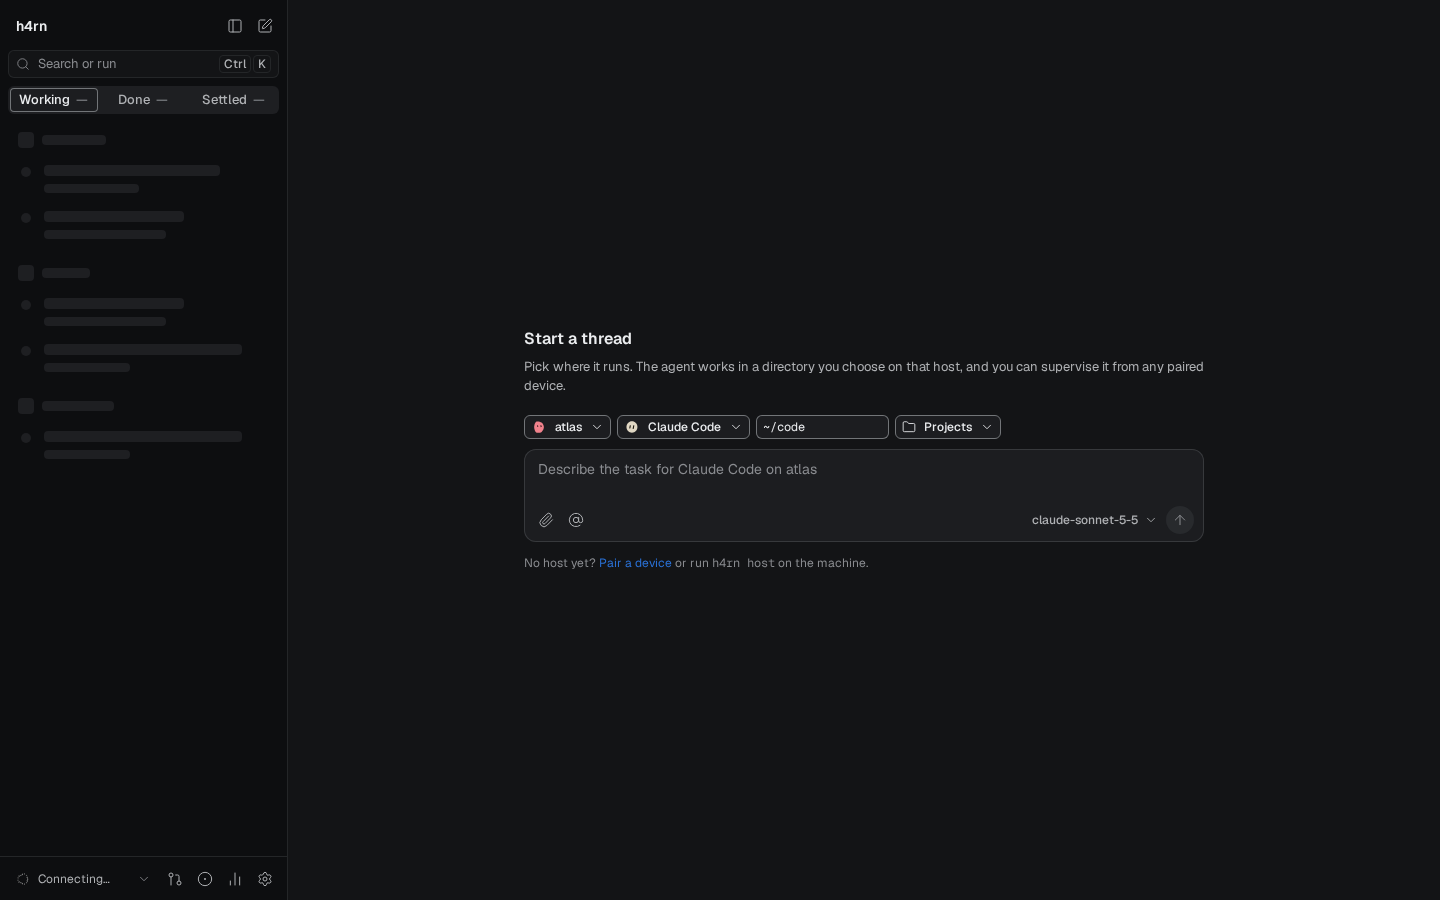 h4rn
Search or run Ctrl K
Working — Done — Settled —
Start a thread
Pick where it runs. The agent works in a directory you choose on that host, and you can supervise it from any paired
device.
atlas Claude Code ~/code Projects
Describe the task for Claude Code on atlas
claude-sonnet-5-5
No host yet? Pair a device or run h4rn host on the machine.
Connecting…